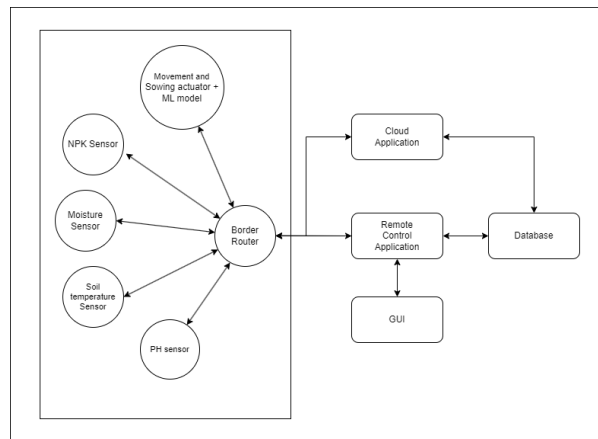 Movement and
Sowing actuator +
ML model
NPK Sensor
Moisture
Sensor
Soil
temperature
Sensor
PH sensor
Border
Router
Cloud
Application
Remote
Control
Application
Database
GUI